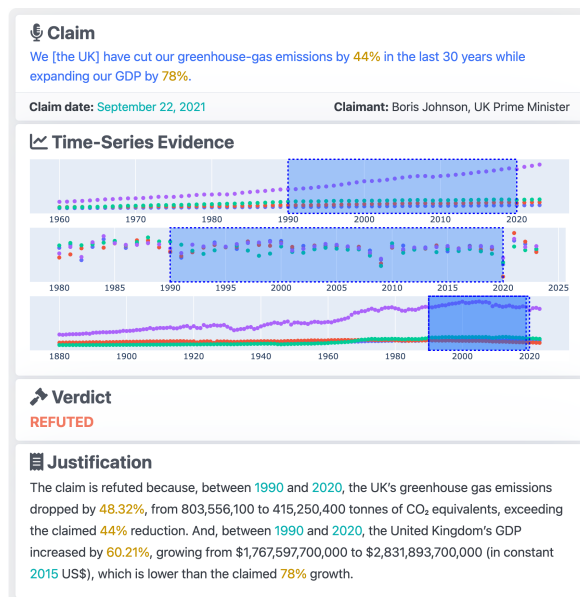 Claim
We [the UK] have cut our greenhouse-gas emissions by 44% in the last 30 years while
expanding our GDP by 78%.
Claim date: September 22, 2021 Claimant: Boris Johnson, UK Prime Minister
Time-Series Evidence
1960 1970 1980 1990 2000 2010 2020
1980 1985 1990 1995 2000 2005 2010 2015 2020 2025
1880 1900 1920 1940 1960 1980 2000 2020
Verdict
REFUTED
Justification
The claim is refuted because, between 1990 and 2020, the UK's greenhouse gas emissions
dropped by 48.32%, from 803,556,100 to 415,250,400 tonnes of CO₂ equivalents, exceeding
the claimed 44% reduction. And, between 1990 and 2020, the United Kingdom's GDP
increased by 60.21%, growing from $1,767,597,700,000 to $2,831,893,700,000 (in constant
2015 US$), which is lower than the claimed 78% growth.